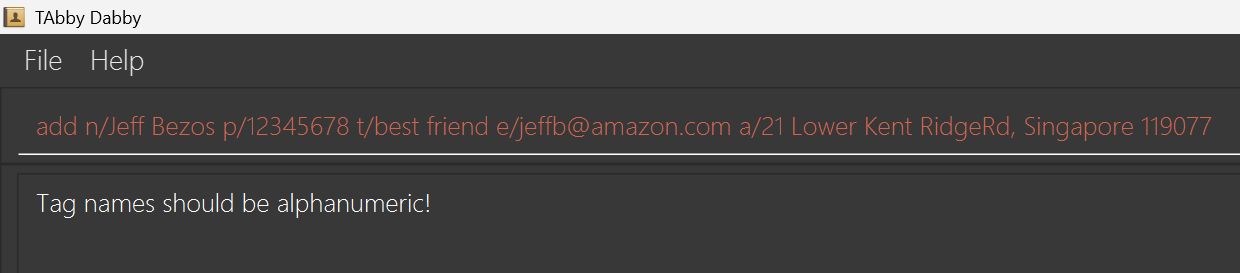 TAbby Dabby
File Help
add n/Jeff Bezos p/12345678 t/best friend e/jeffb@amazon.com a/21 Lower Kent RidgeRd, Singapore 119077
Tag names should be alphanumeric!